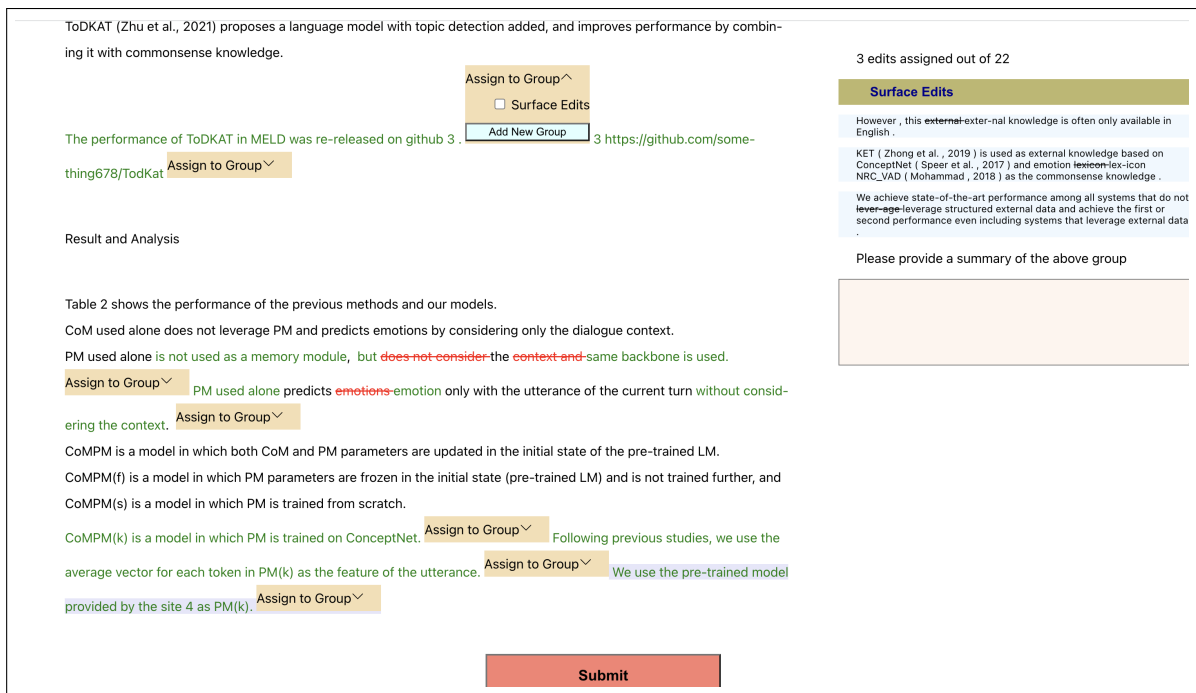 ToDKAT (Zhu et al., 2021) proposes a language model with topic detection added, and improves performance by combin-
ing it with commonsense knowledge.
Assign to Group
Surface Edits
Add New Group
The performance of ToDKAT in MELD was re-released on github 3 . 3 https://github.com/some-
thing678/TodKat Assign to Group
Result and Analysis
Table 2 shows the performance of the previous methods and our models.
CoM used alone does not leverage PM and predicts emotions by considering only the dialogue context.
PM used alone is not used as a memory module, but does not consider the context and same backbone is used.
Assign to Group PM used alone predicts emotions emotion only with the utterance of the current turn without consid-
ering the context. Assign to Group
CoMPM is a model in which both CoM and PM parameters are updated in the initial state of the pre-trained LM.
CoMPM(f) is a model in which PM parameters are frozen in the initial state (pre-trained LM) and is not trained further, and
CoMPM(s) is a model in which PM is trained from scratch.
CoMPM(k) is a model in which PM is trained on ConceptNet. Assign to Group Following previous studies, we use the
average vector for each token in PM(k) as the feature of the utterance. Assign to Group We use the pre-trained model
provided by the site 4 as PM(k). Assign to Group
Submit
3 edits assigned out of 22
Surface Edits
However , this external exter-nal knowledge is often only available in
English .
KET ( Zhong et al. , 2019 ) is used as external knowledge based on
ConceptNet ( Speer et al. , 2017 ) and emotion lexicon lex-icon
NRC_VAD ( Mohammad , 2018 ) as the commonsense knowledge .
We achieve state-of-the-art performance among all systems that do not
lever-age leverage structured external data and achieve the first or
second performance even including systems that leverage external data
.
Please provide a summary of the above group